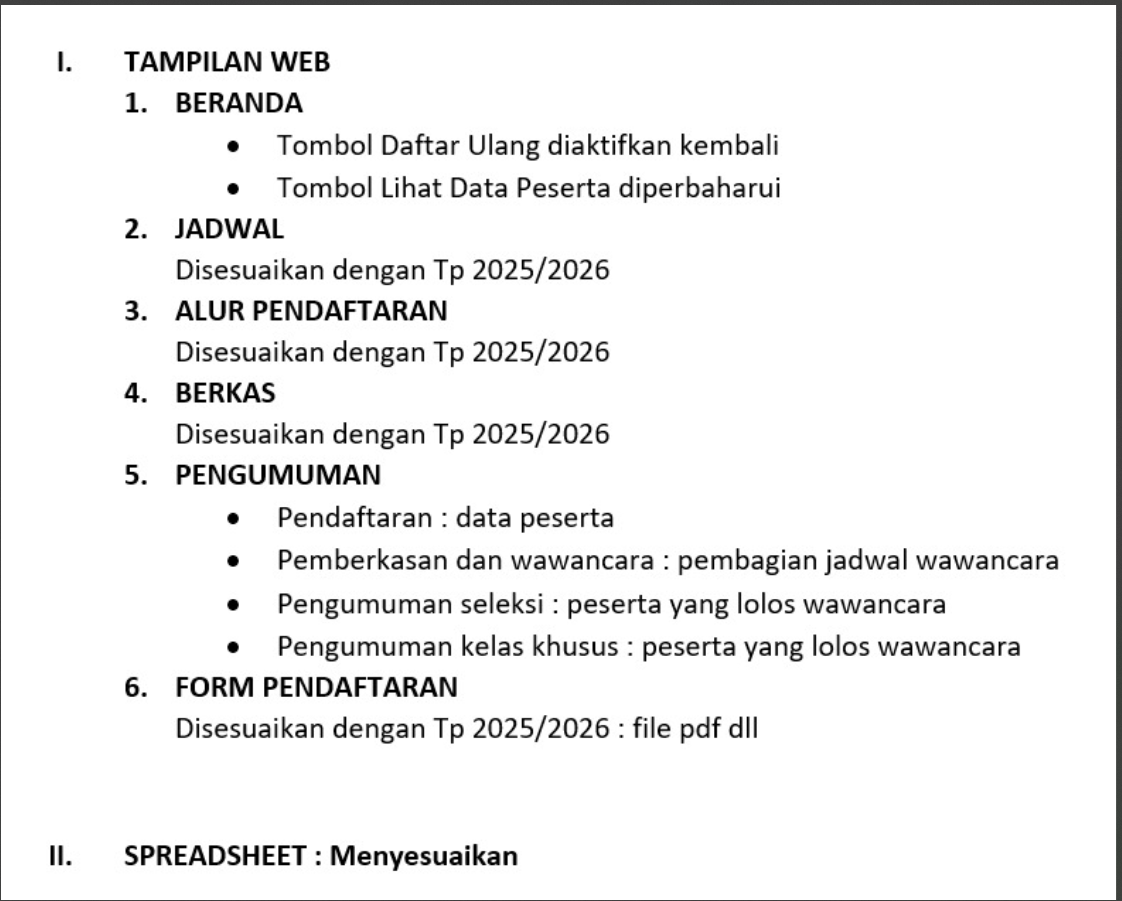 I. TAMPILAN WEB
1. BERANDA
• Tombol Daftar Ulang diaktifkan kembali
• Tombol Lihat Data Peserta diperbaharui
2. JADWAL
Disesuaikan dengan Tp 2025/2026
3. ALUR PENDAFTARAN
Disesuaikan dengan Tp 2025/2026
4. BERKAS
Disesuaikan dengan Tp 2025/2026
5. PENGUMUMAN
• Pendaftaran : data peserta
• Pemberkasan dan wawancara : pembagian jadwal wawancara
• Pengumuman seleksi : peserta yang lolos wawancara
• Pengumuman kelas khusus : peserta yang lolos wawancara
6. FORM PENDAFTARAN
Disesuaikan dengan Tp 2025/2026 : file pdf dll
II. SPREADSHEET : Menyesuaikan